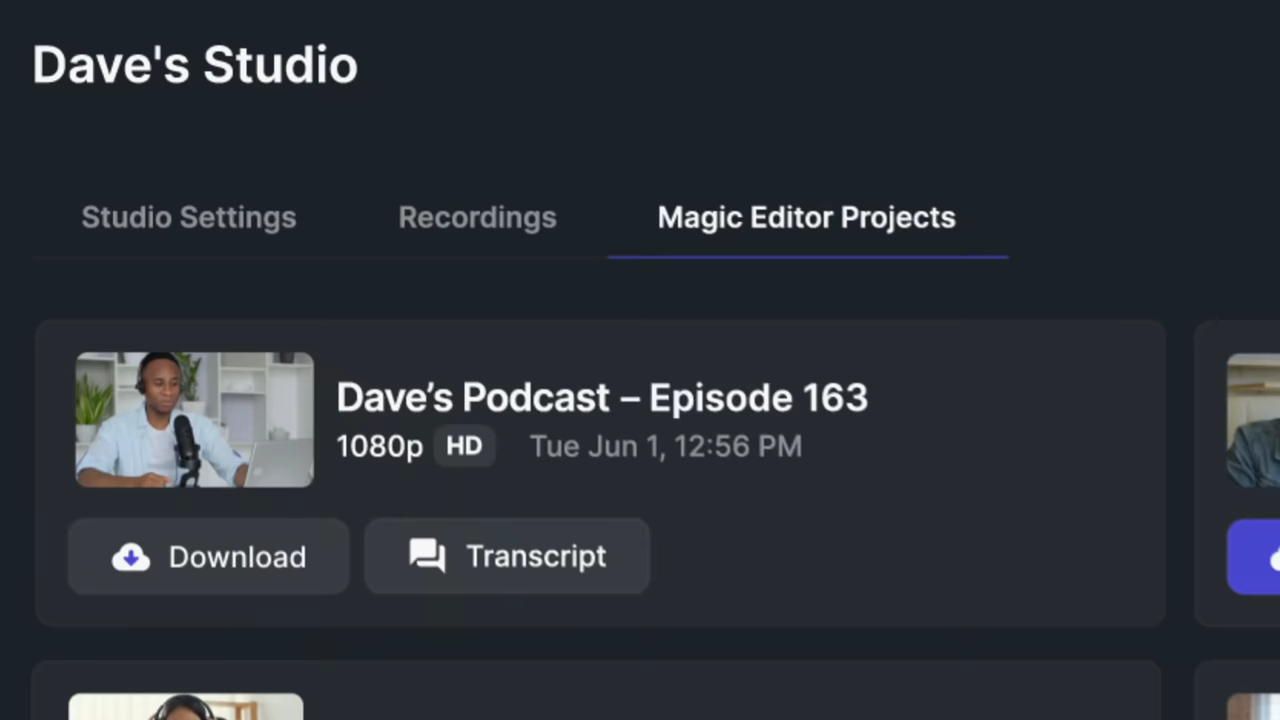 Dave's Studio
Studio Settings Recordings Magic Editor Projects
Dave’s Podcast – Episode 163
1080p HD Tue Jun 1, 12:56 PM
Download Transcript